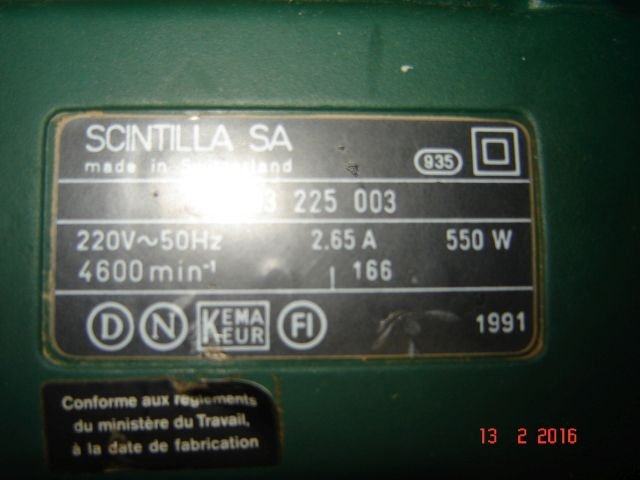 SCINTILLA SA
made in Switzerland
935
3 225 003
220V~50Hz 2.65 A 550 W
4600 min⁻¹ 166
D N KEMA KEUR FI 1991
Conforme aux règlements
du ministère du Travail,
à la date de fabrication
13 2 2016